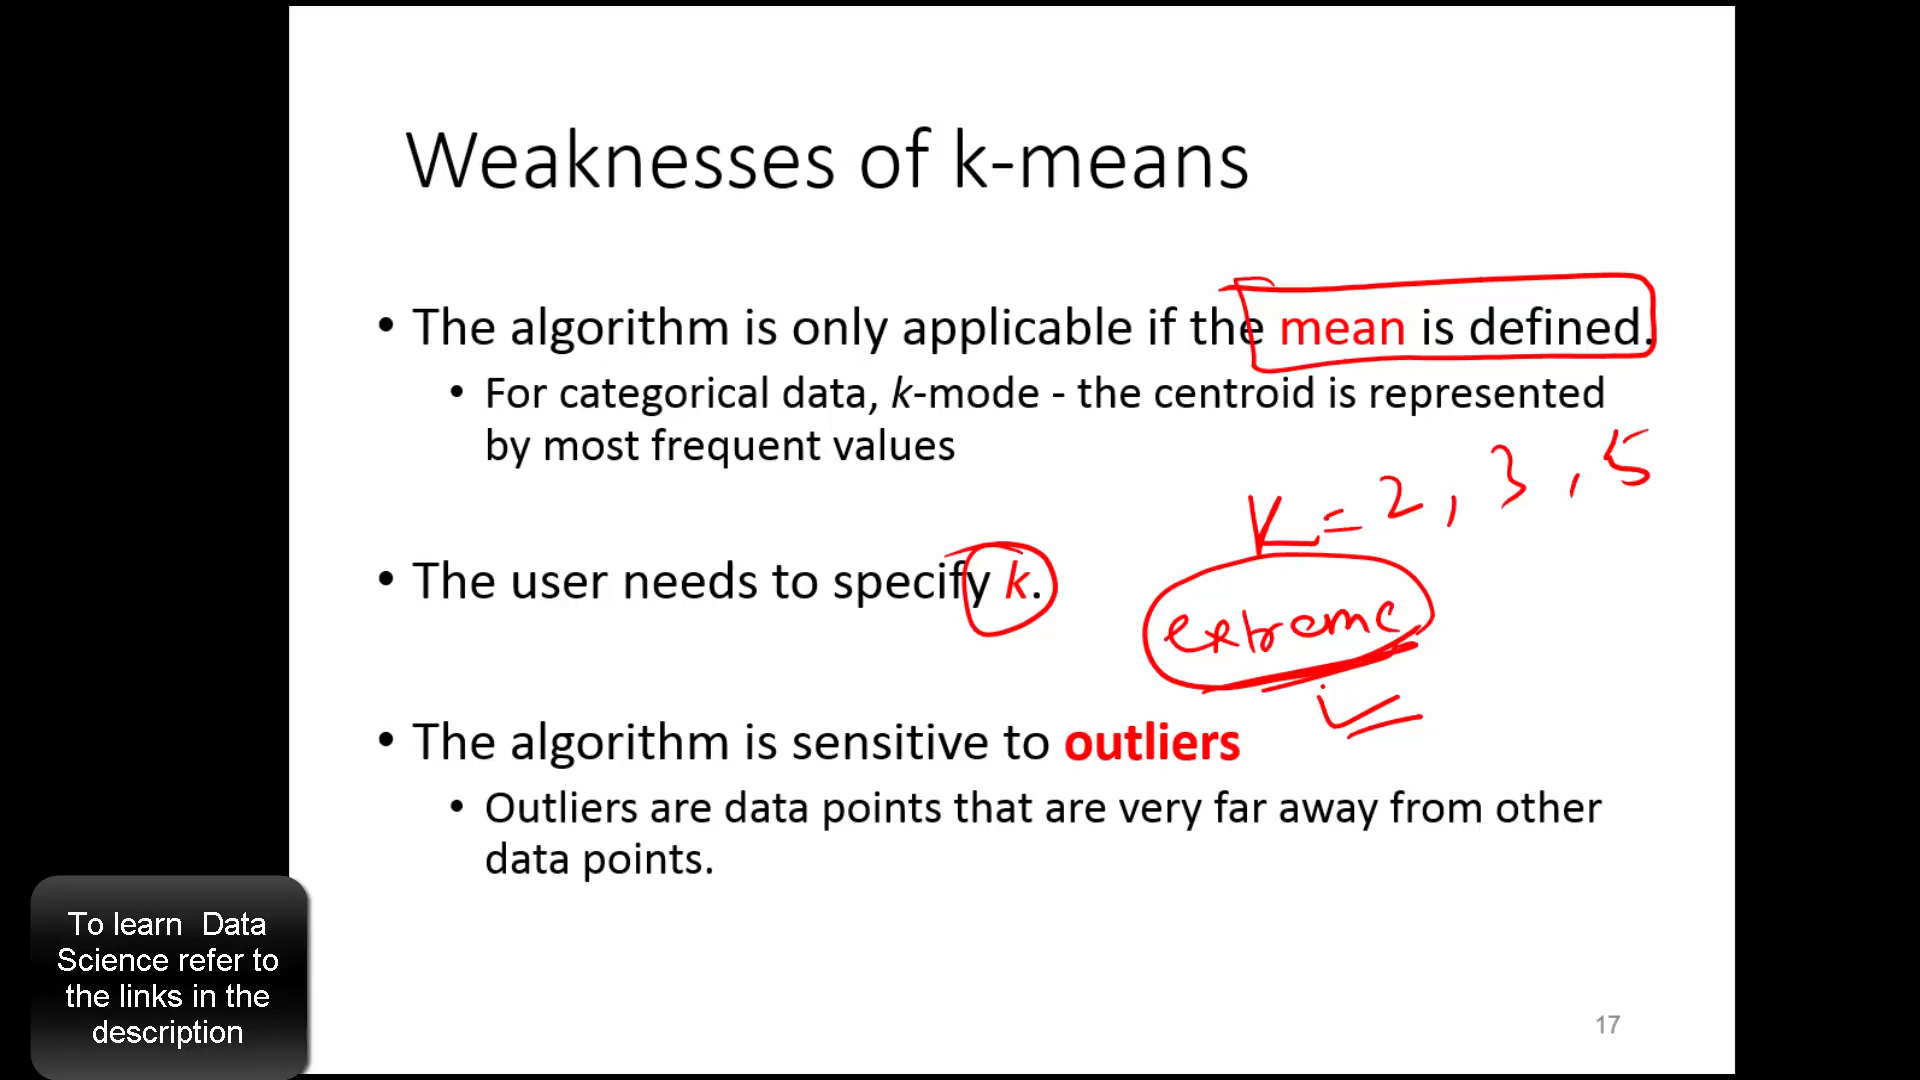 Weaknesses of k-means
• The algorithm is only applicable if the mean is defined.
• For categorical data, k-mode - the centroid is represented
by most frequent values
K = 2, 3, 5
• The user needs to specify k.
extreme
• The algorithm is sensitive to outliers
• Outliers are data points that are very far away from other
data points.
To learn Data
Science refer to
the links in the
description
17